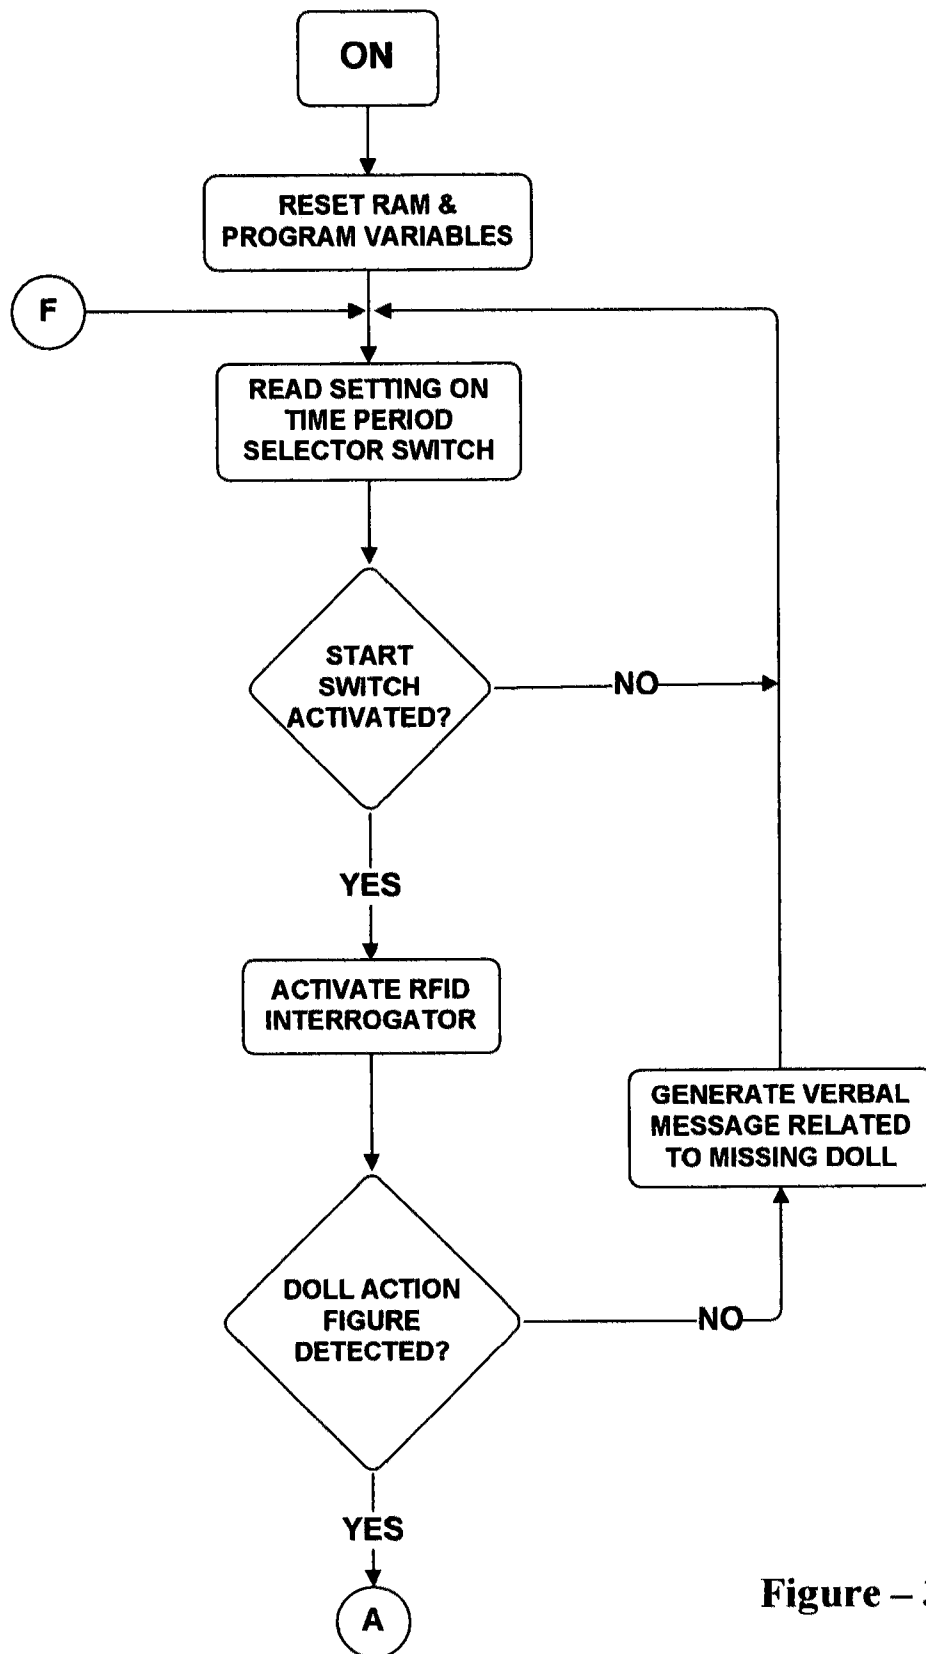 ON
RESET RAM &
PROGRAM VARIABLES
F
READ SETTING ON
TIME PERIOD
SELECTOR SWITCH
START
SWITCH
ACTIVATED?
NO
YES
ACTIVATE RFID
INTERROGATOR
GENERATE VERBAL
MESSAGE RELATED
TO MISSING DOLL
DOLL ACTION
FIGURE
DETECTED?
NO
YES
A
Figure –